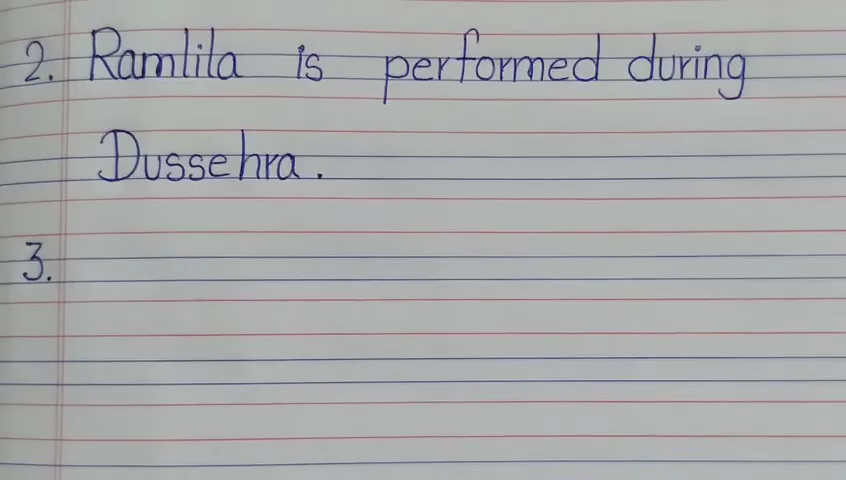 2. Ramlila is performed during
Dussehra.
3.